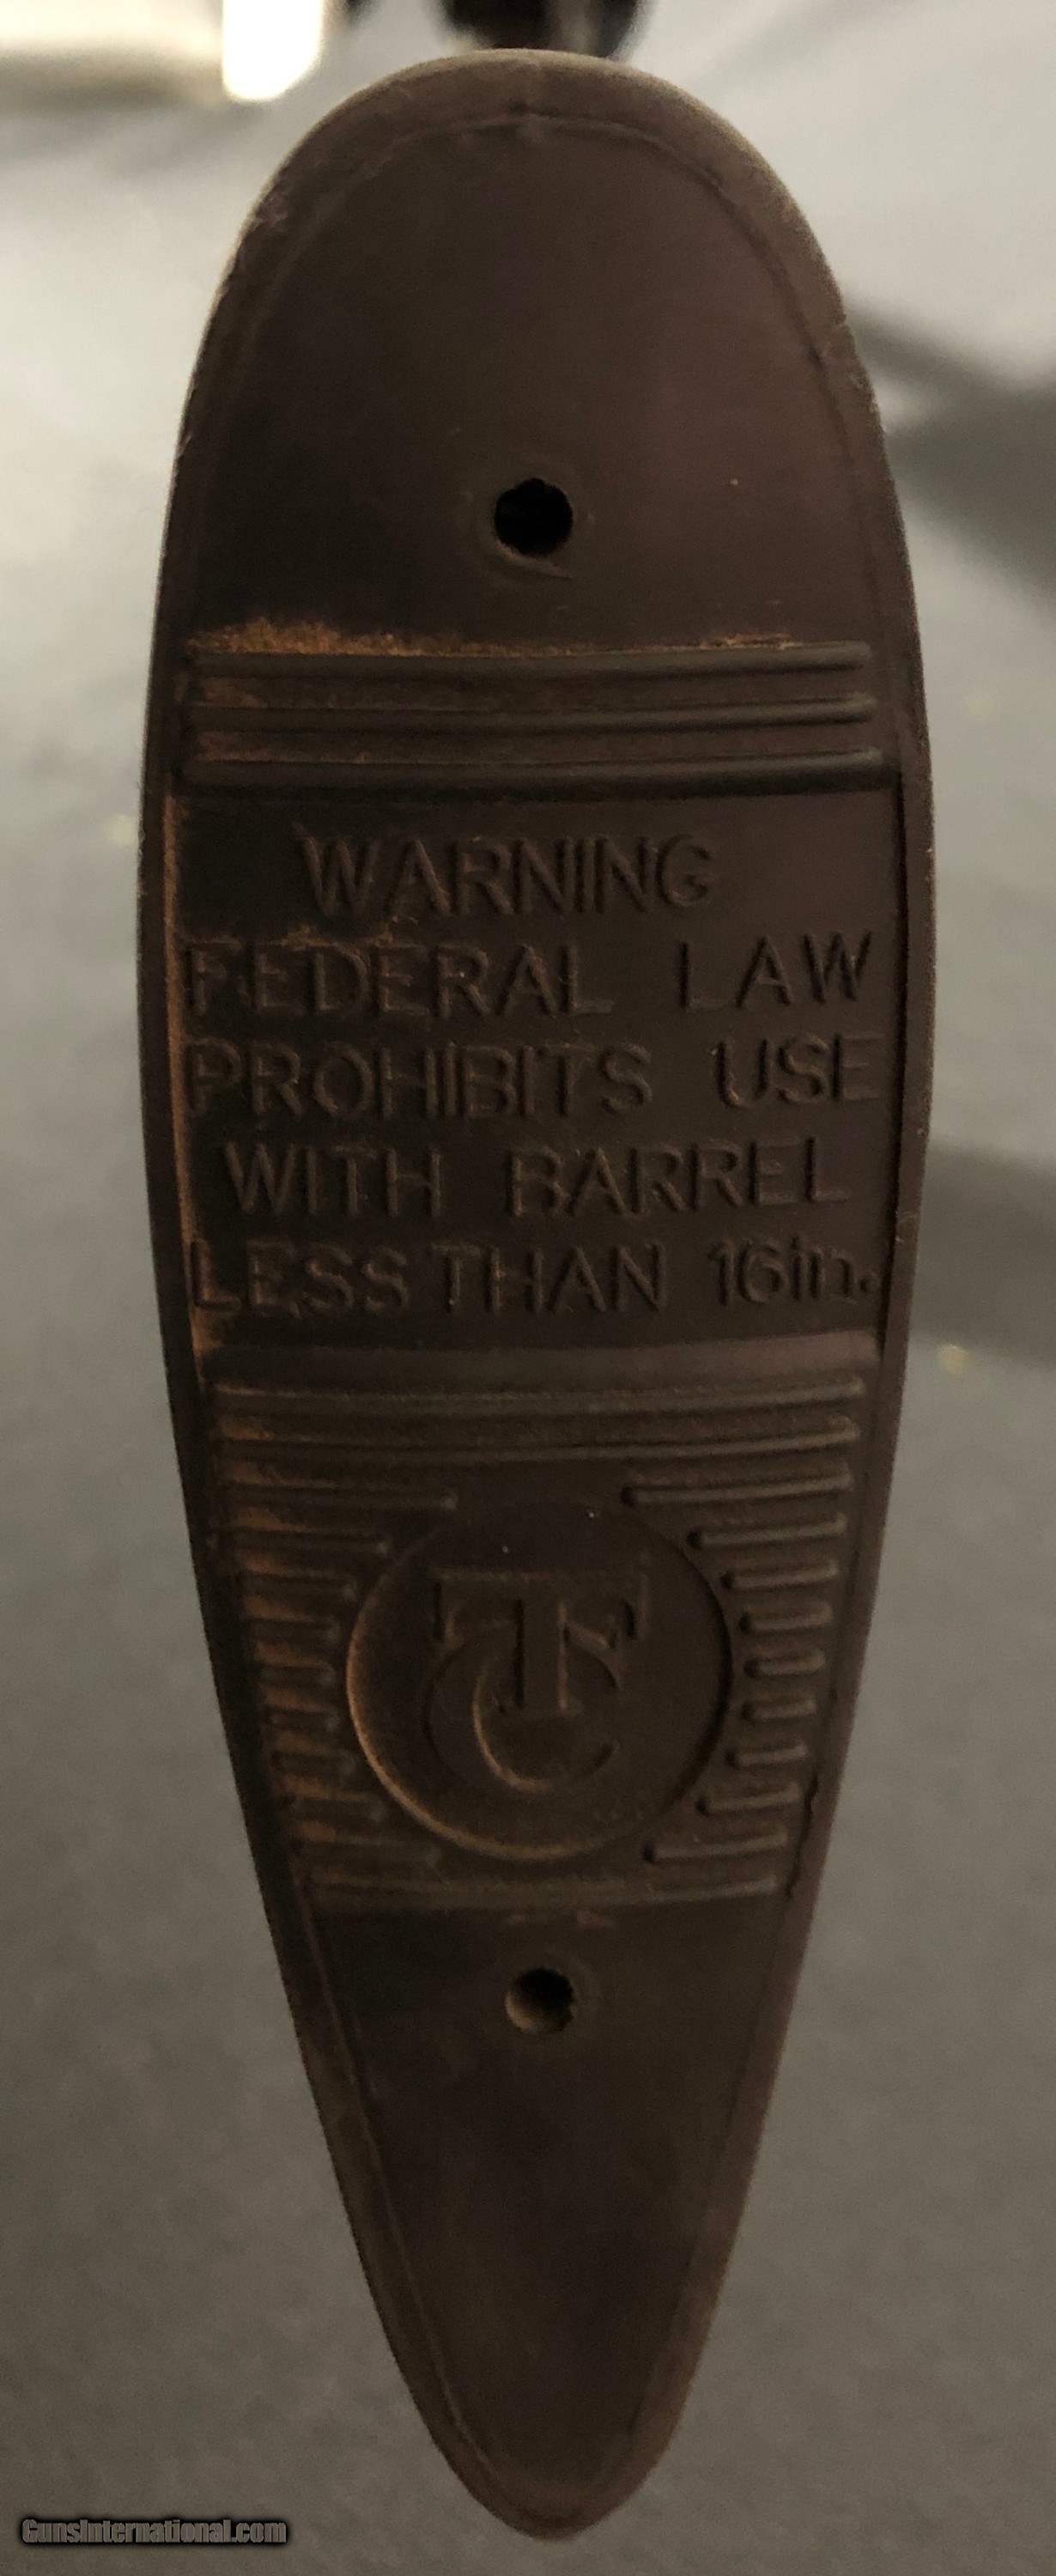 WARNING
FEDERAL LAW
PROHIBITS USE
WITH BARREL
LESS THAN 16in.
TC
GunsInternational.com